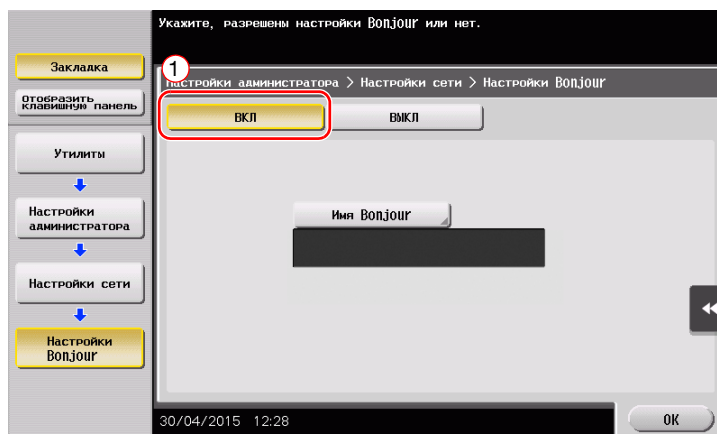 Укажите, разрешены настройки Bonjour или нет.
Закладка
1
Настройки администратора > Настройки сети > Настройки Bonjour
Отобразить
клавишную панель
ВКЛ
ВЫКЛ
Утилиты
Имя Bonjour
Настройки
администратора
Настройки сети
Настройки
Bonjour
30/04/2015 12:28
OK